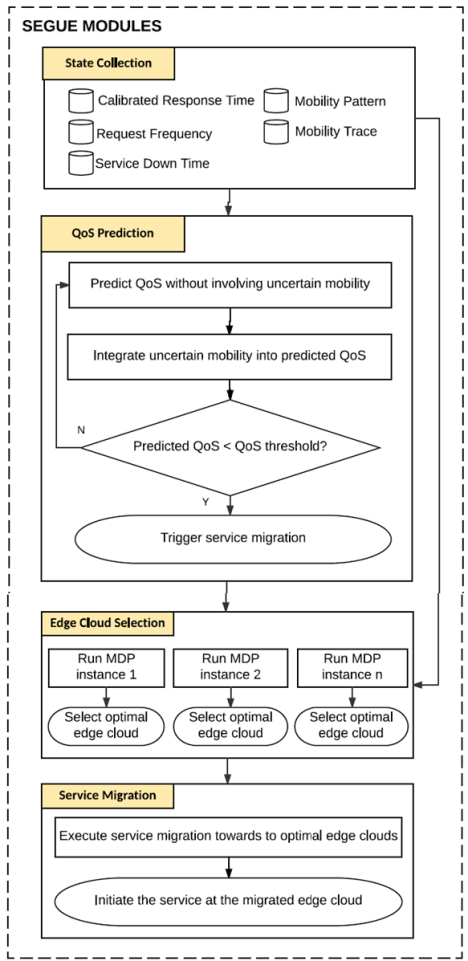 SEGUE MODULES
State Collection
Calibrated Response Time
Mobility Pattern
Request Frequency
Mobility Trace
Service Down Time
QoS Prediction
Predict QoS without involving uncertain mobility
Integrate uncertain mobility into predicted QoS
N
Predicted QoS < QoS threshold?
Y
Trigger service migration
Edge Cloud Selection
Run MDP
instance 1
Run MDP
instance 2
Run MDP
instance n
Select optimal
edge cloud
Select optimal
edge cloud
Select optimal
edge cloud
Service Migration
Execute service migration towards to optimal edge clouds
Initiate the service at the migrated edge cloud